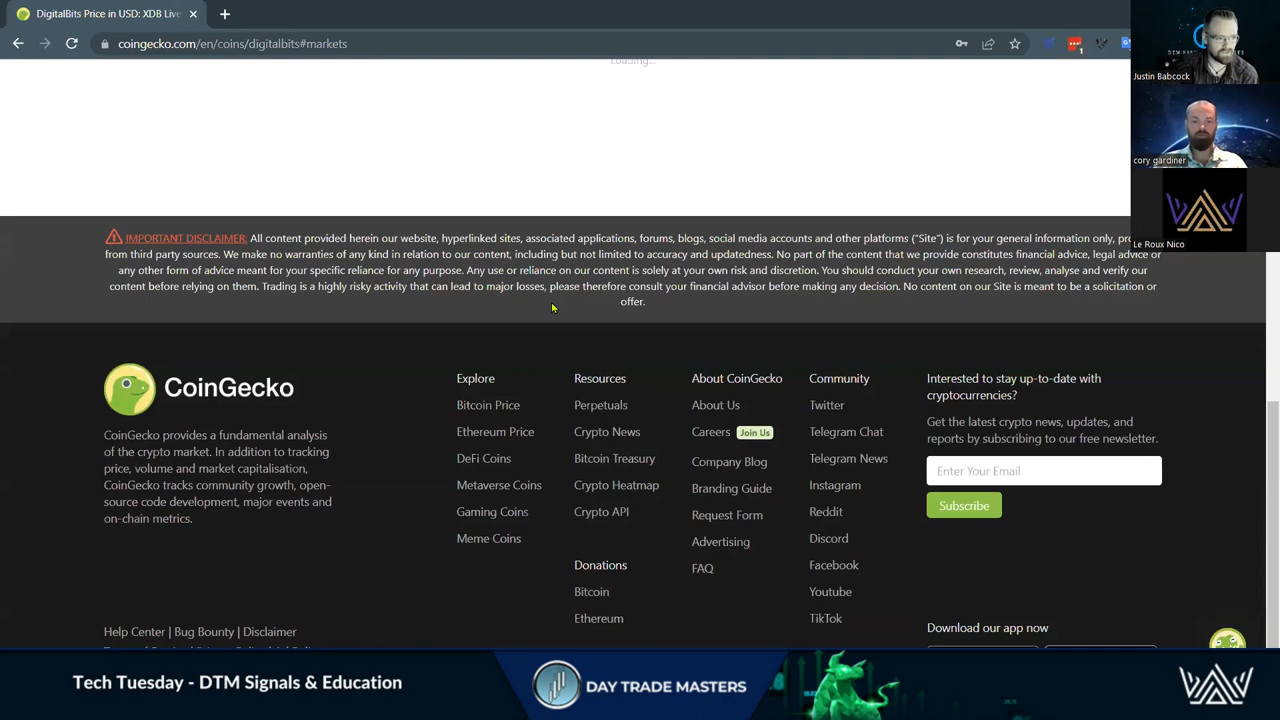 DigitalBits Price in USD: XDB Live
coingecko.com/en/coins/digitalbits#markets
1
Loading...
Justin Babcock
cory gardiner
Le Roux Nico
IMPORTANT DISCLAIMER: All content provided herein our website, hyperlinked sites, associated applications, forums, blogs, social media accounts and other platforms ("Site") is for your general information only,
from third party sources. We make no warranties of any kind in relation to our content, including but not limited to accuracy and updatedness. No part of the content that we provide constitutes financial advice, legal advice or
any other form of advice meant for your specific reliance for any purpose. Any use or reliance on our content is solely at your own risk and discretion. You should conduct your own research, review, analyse and verify our
content before relying on them. Trading is a highly risky activity that can lead to major losses, please therefore consult your financial advisor before making any decision. No content on our Site is meant to be a solicitation or
offer.
CoinGecko
CoinGecko provides a fundamental analysis
of the crypto market. In addition to tracking
price, volume and market capitalisation,
CoinGecko tracks community growth, open-
source code development, major events and
on-chain metrics.
Explore
Bitcoin Price
Ethereum Price
DeFi Coins
Metaverse Coins
Gaming Coins
Meme Coins
Resources
Perpetuals
Crypto News
Bitcoin Treasury
Crypto Heatmap
Crypto API
Donations
Bitcoin
Ethereum
About CoinGecko
About Us
Careers Join Us
Company Blog
Branding Guide
Request Form
Advertising
FAQ
Community
Twitter
Telegram Chat
Telegram News
Instagram
Reddit
Discord
Facebook
Youtube
TikTok
Interested to stay up-to-date with
cryptocurrencies?
Get the latest crypto news, updates, and
reports by subscribing to our free newsletter.
Enter Your Email
Subscribe
Download our app now
Help Center | Bug Bounty | Disclaimer
Tech Tuesday - DTM Signals & Education
DAY TRADE MASTERS